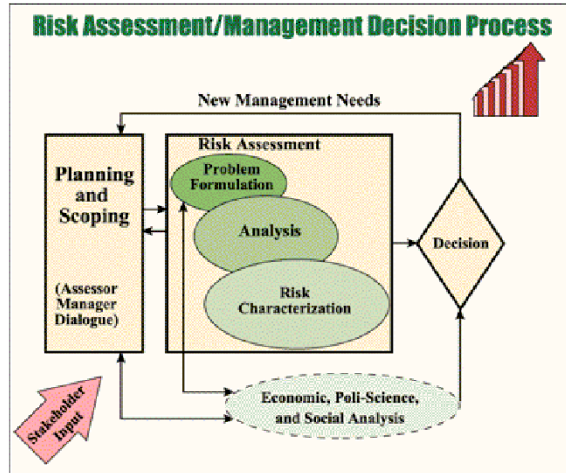 Risk Assessment/Management Decision Process
New Management Needs
Risk Assessment
Planning
and
Scoping
(Assessor
Manager
Dialogue)
Problem
Formulation
Analysis
Risk
Characterization
Decision
Economic, Poli-Science,
and Social Analysis
Stakeholder
Input